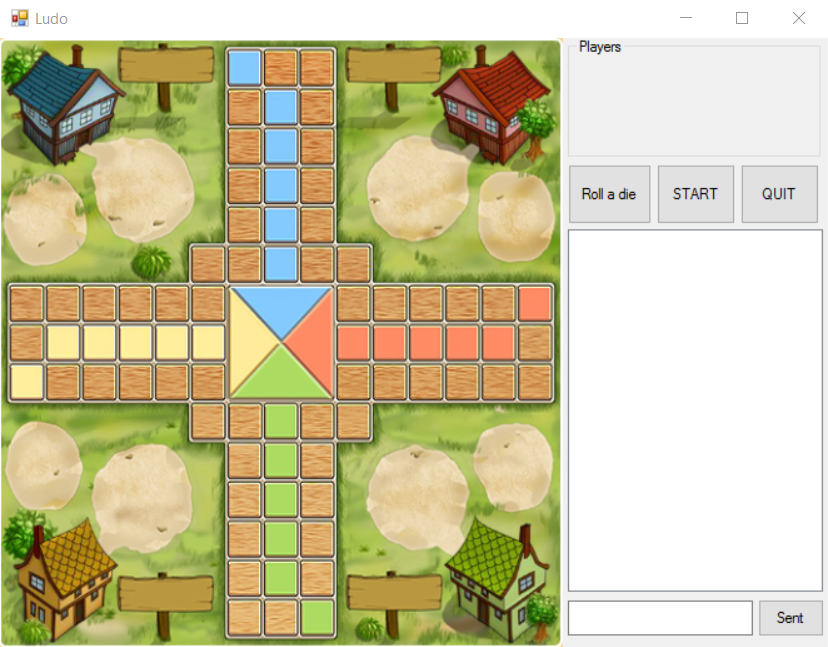 Ludo
Players
Roll a die
START
QUIT
Sent